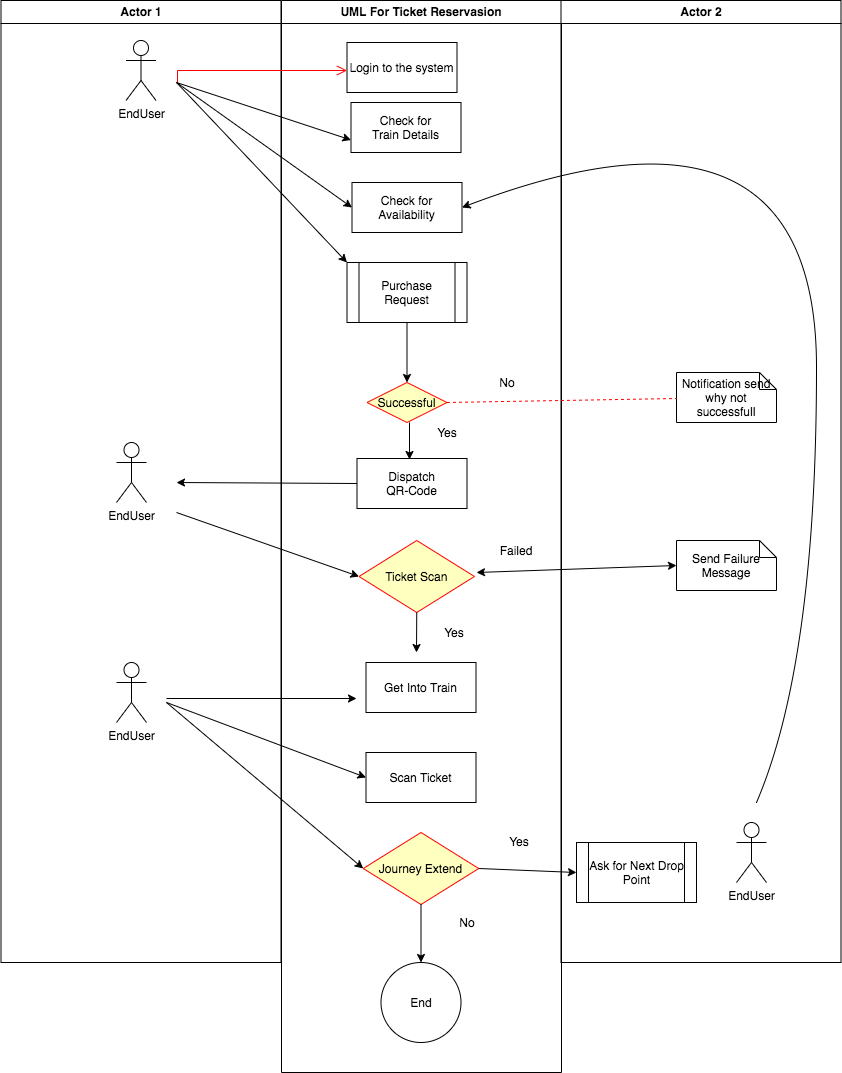 Actor 1
UML For Ticket Reservasion
Actor 2
EndUser
Login to the system
Check for
Train Details
Check for
Availability
Purchase
Request
Successful
No
Notification send
why not
successfull
Yes
Dispatch
QR-Code
EndUser
Ticket Scan
Failed
Send Failure
Message
Yes
EndUser
Get Into Train
Scan Ticket
Journey Extend
Yes
Ask for Next Drop
Point
EndUser
No
End